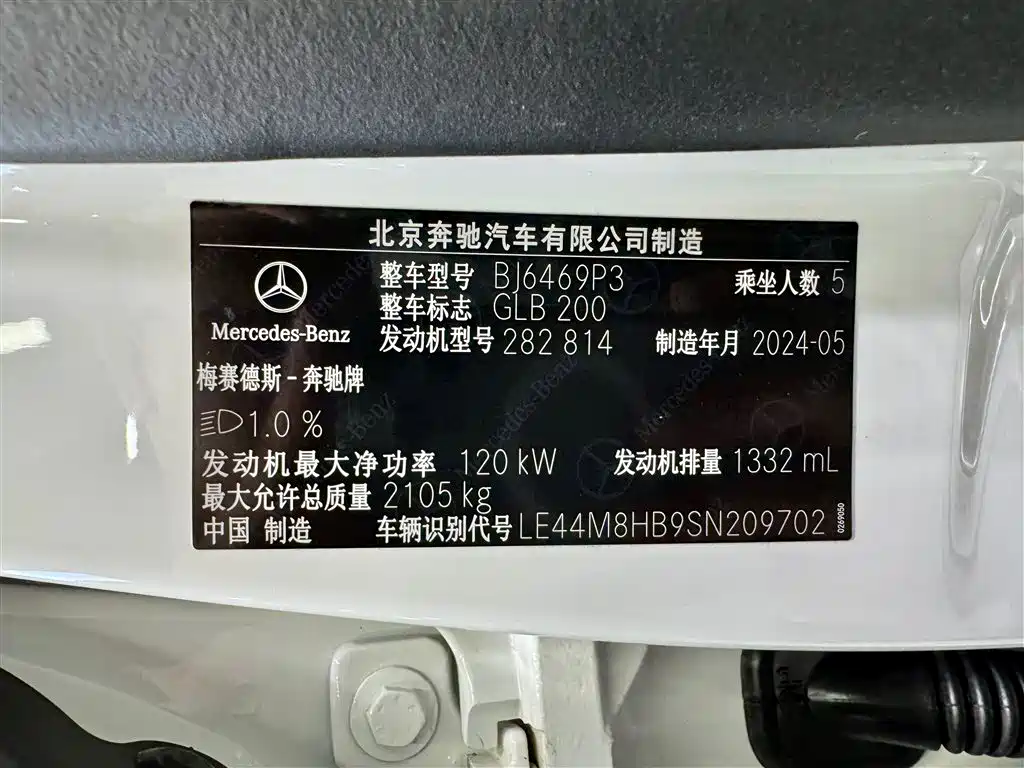 北京奔驰汽车有限公司制造
整车型号 BJ6469P3 乘坐人数 5
整车标志 GLB 200
Mercedes-Benz
发动机型号 282 814 制造年月 2024-05
梅赛德斯-奔驰牌
1.0 %
发动机最大净功率 120 kW 发动机排量 1332 mL
最大允许总质量 2105 kg
中国 制造 车辆识别代号 LE44M8HB9SN209702
0269050